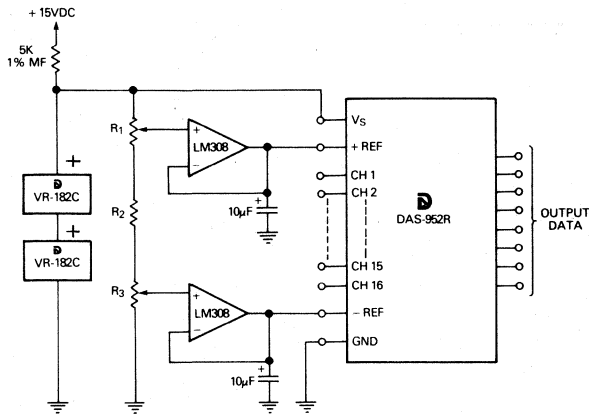 + 15VDC
5K
1% MF
R1
+
LM308
−
10μF
+
+
VR-182C
+
VR-182C
R2
R3
+
LM308
−
10μF
+
VS
+ REF
CH 1
CH 2
CH 15
CH 16
− REF
GND
D
DAS-952R
OUTPUT
DATA